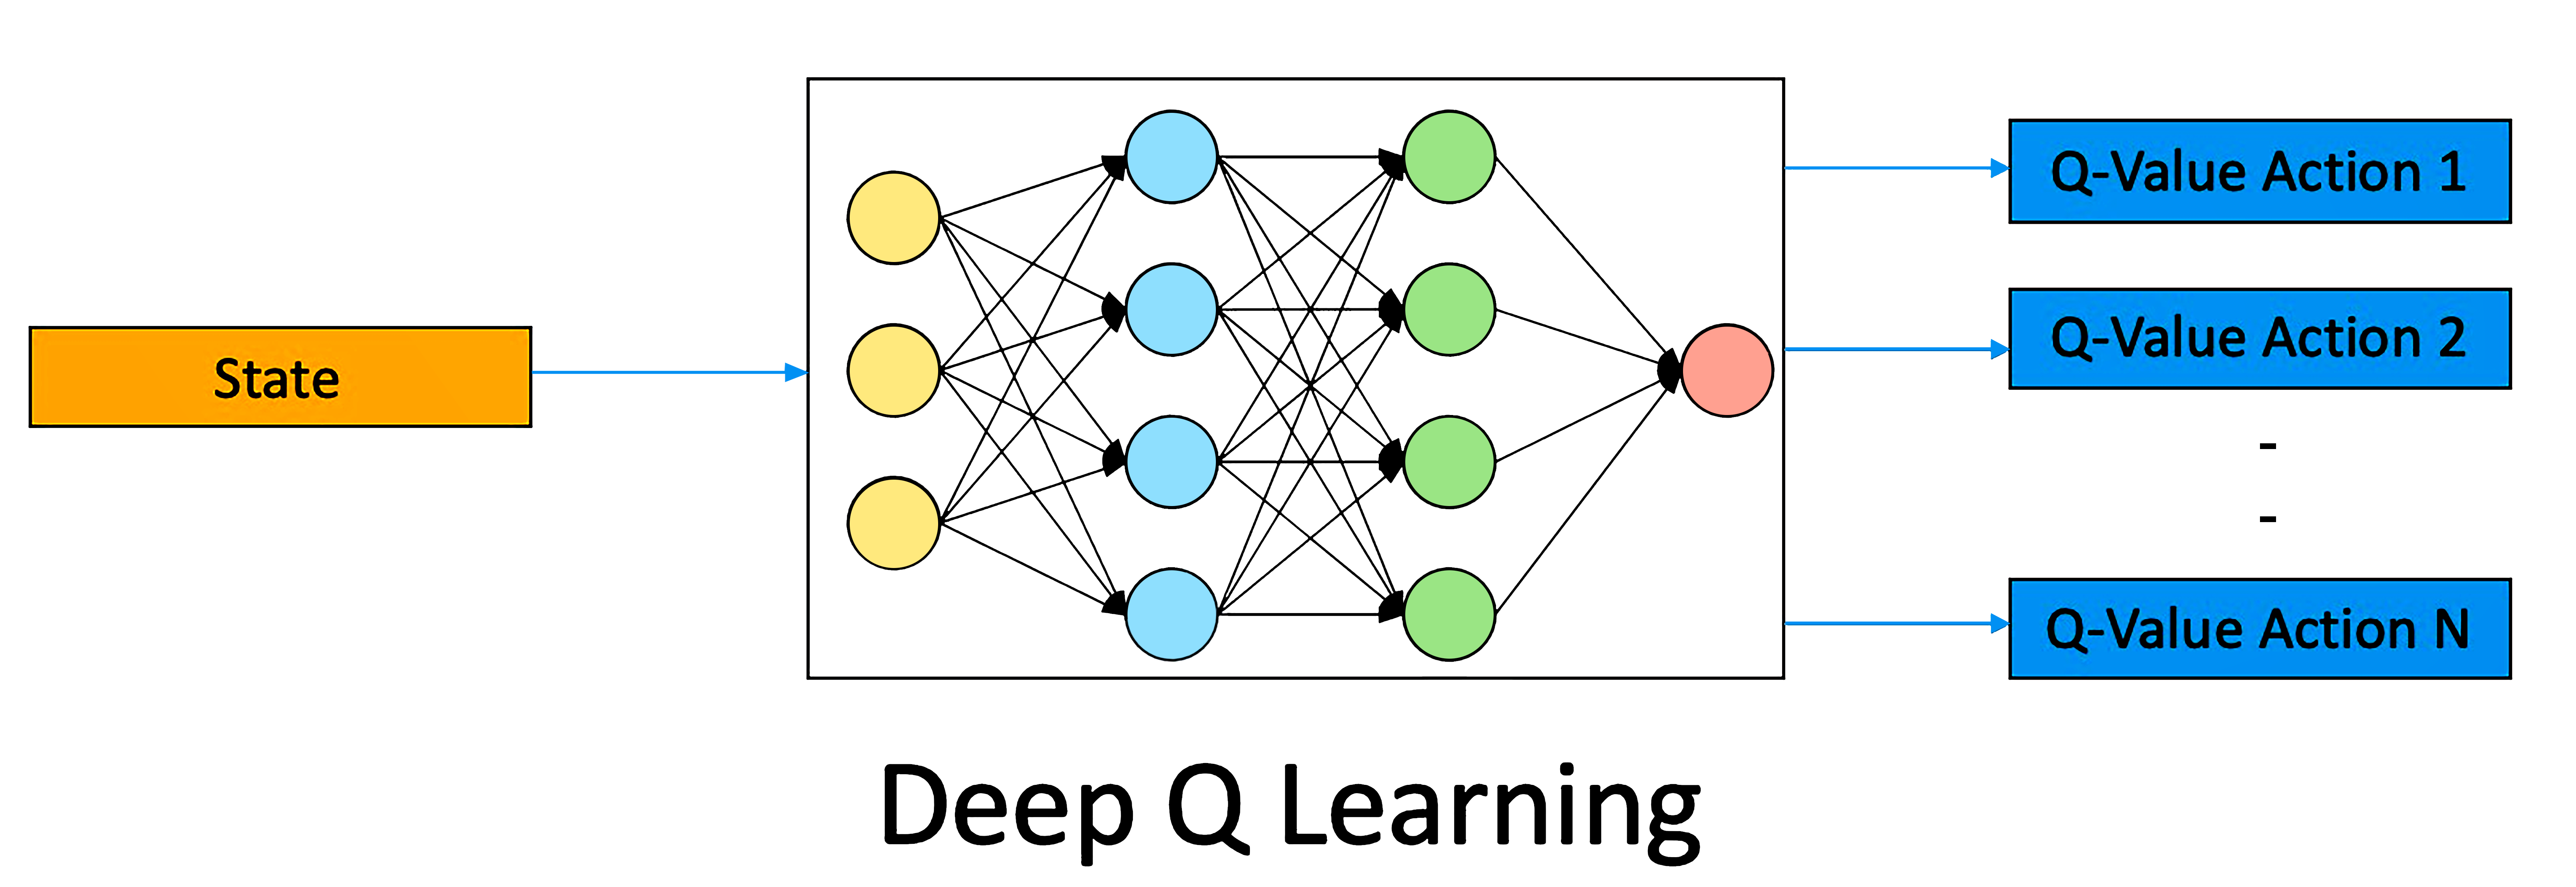 State
Q-Value Action 1
Q-Value Action 2
-
-
Q-Value Action N
Deep Q Learning